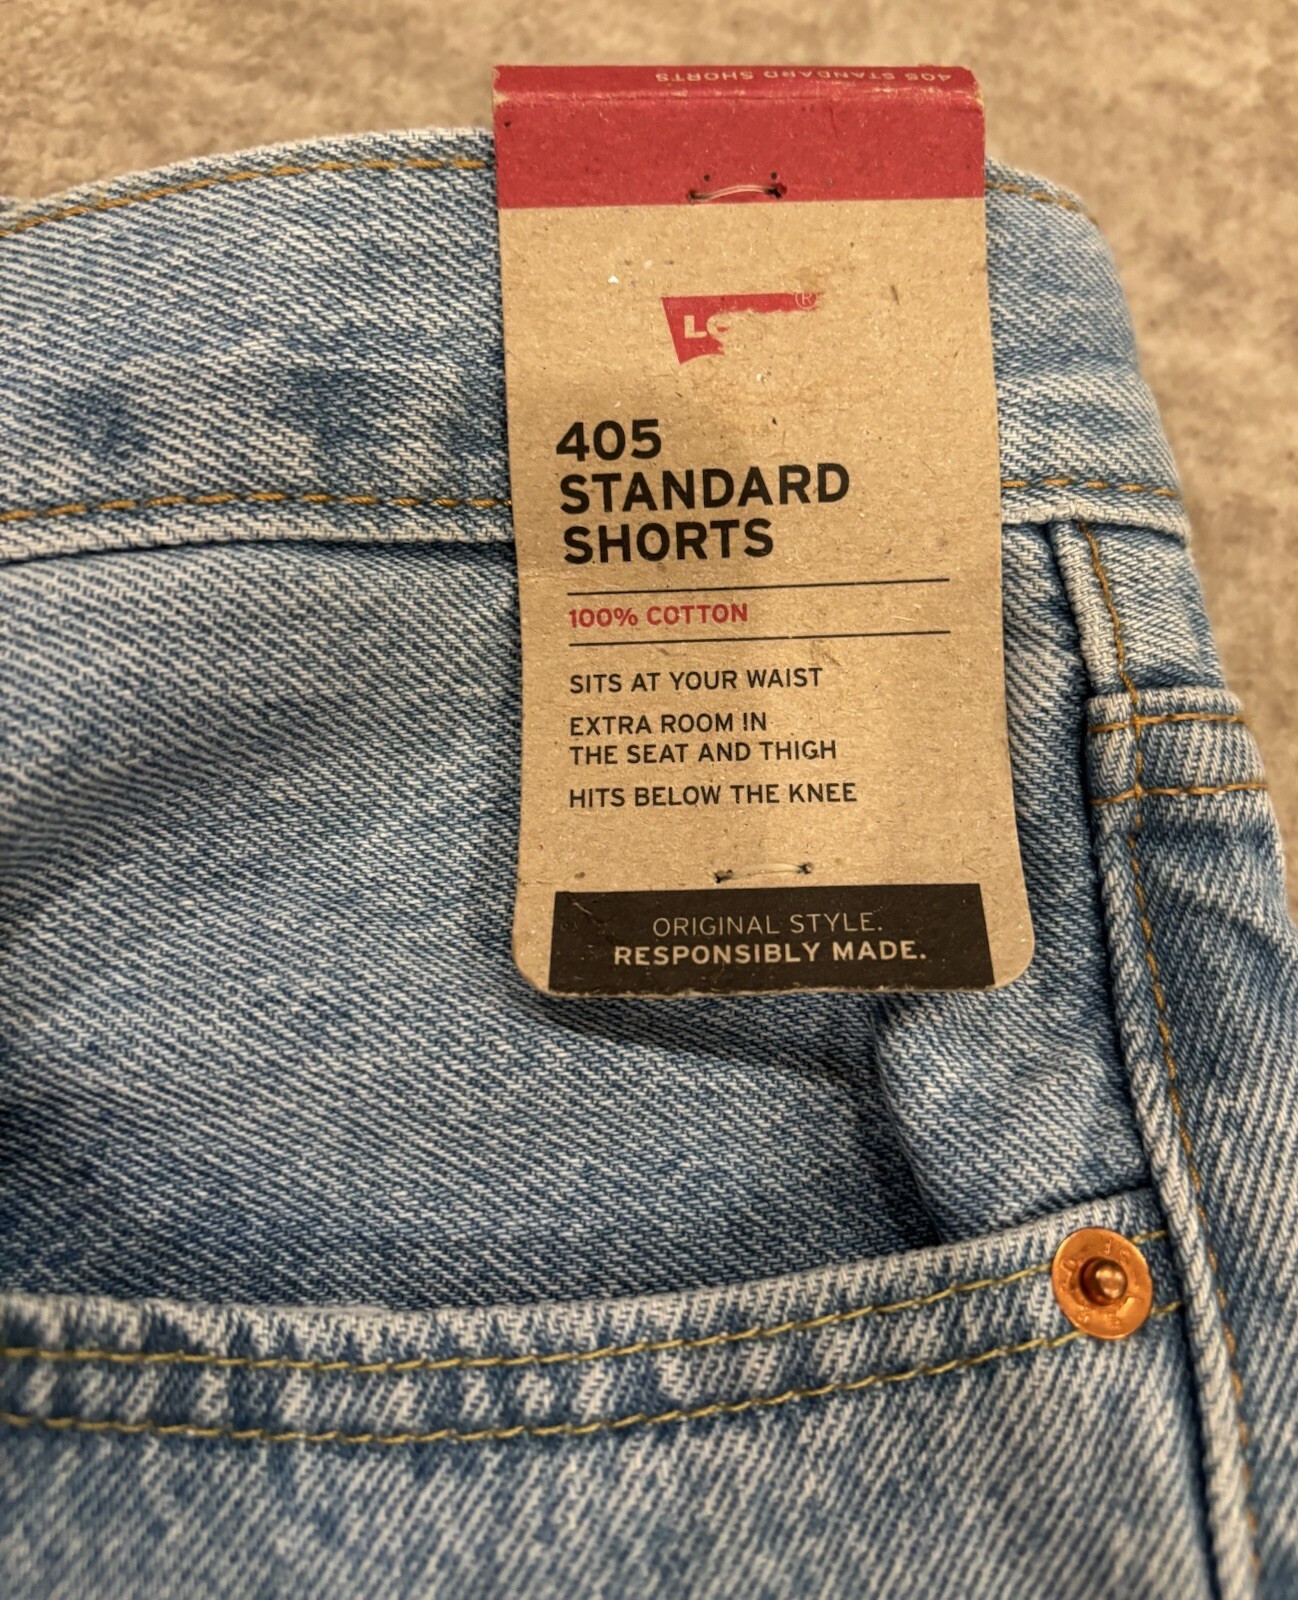 405 STANDARD SHORTS
®
405
STANDARD
SHORTS
100% COTTON
SITS AT YOUR WAIST
EXTRA ROOM IN
THE SEAT AND THIGH
HITS BELOW THE KNEE
ORIGINAL STYLE.
RESPONSIBLY MADE.